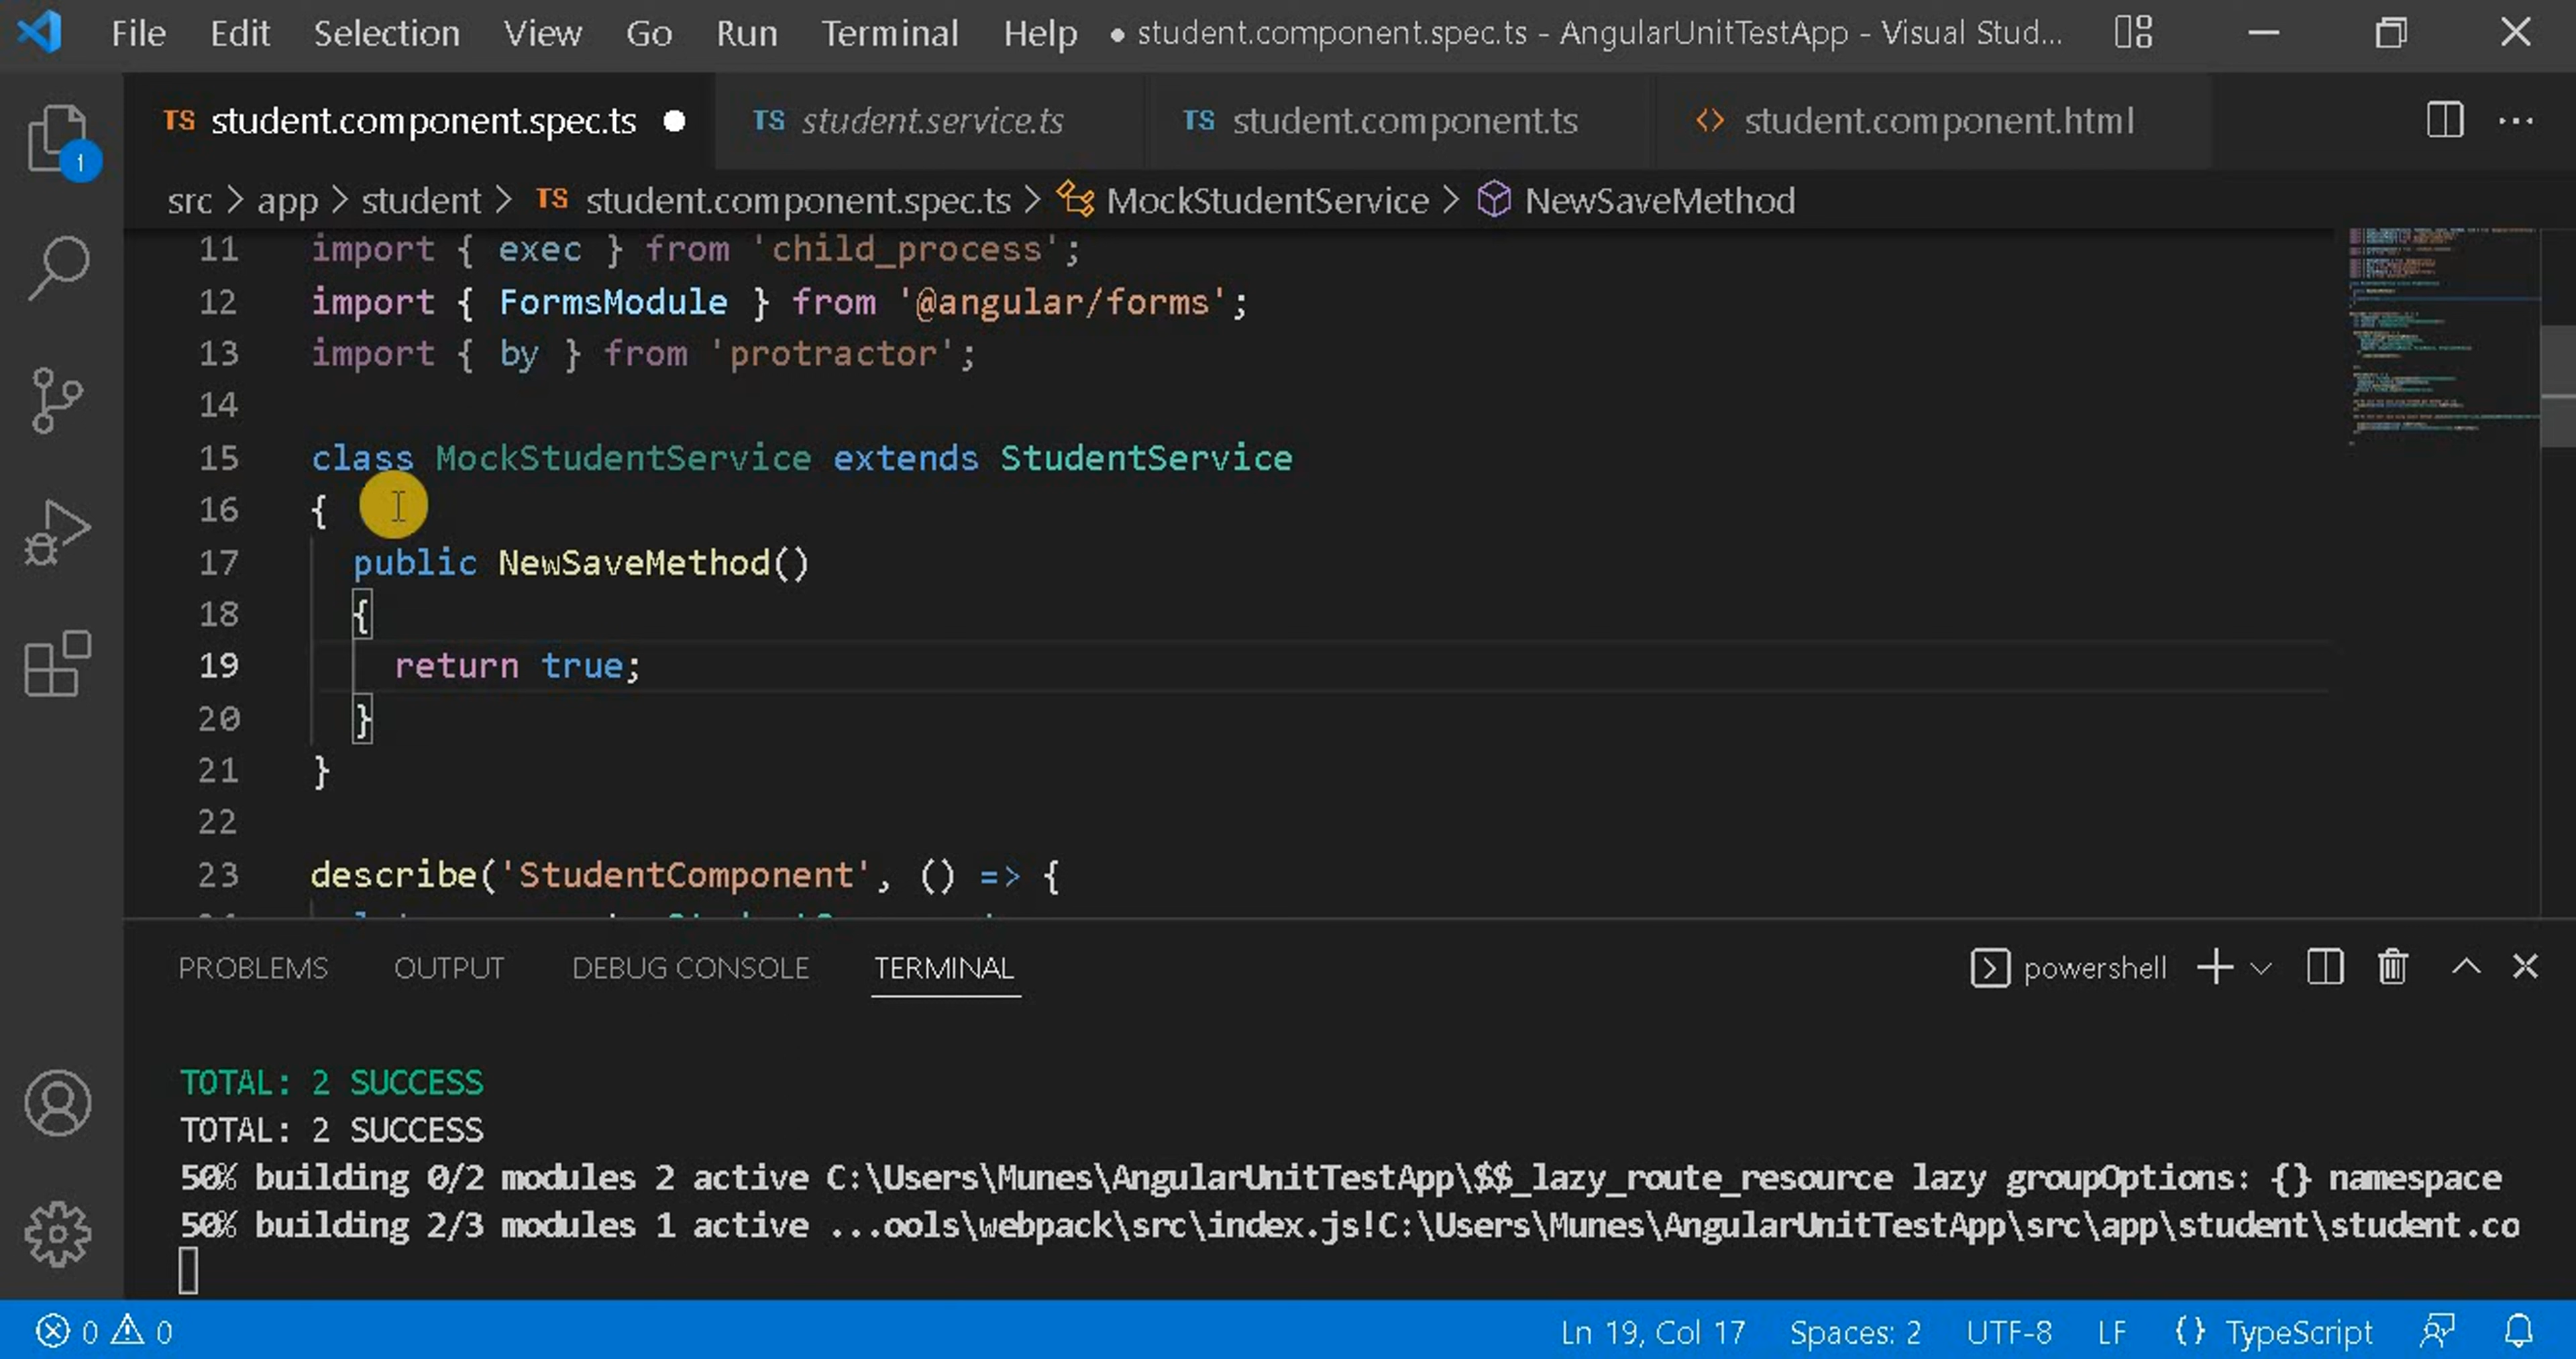 File Edit Selection View Go Run Terminal Help ● student.component.spec.ts - AngularUnitTestApp - Visual Stud...
TS student.component.spec.ts ● TS student.service.ts TS student.component.ts <> student.component.html ...
1
src > app > student > TS student.component.spec.ts > MockStudentService > NewSaveMethod
11 import { exec } from 'child_process';
12 import { FormsModule } from '@angular/forms';
13 import { by } from 'protractor';
14
15 class MockStudentService extends StudentService
16 {
17 public NewSaveMethod()
18 {
19 return true;
20 }
21 }
22
23 describe('StudentComponent', () => {
PROBLEMS OUTPUT DEBUG CONSOLE TERMINAL powershell
TOTAL: 2 SUCCESS
TOTAL: 2 SUCCESS
50% building 0/2 modules 2 active C:\Users\Munes\AngularUnitTestApp\$$_lazy_route_resource lazy groupOptions: {} namespace
50% building 2/3 modules 1 active ...ools\webpack\src\index.js!C:\Users\Munes\AngularUnitTestApp\src\app\student\student.co
0 0 Ln 19, Col 17 Spaces: 2 UTF-8 LF {} TypeScript